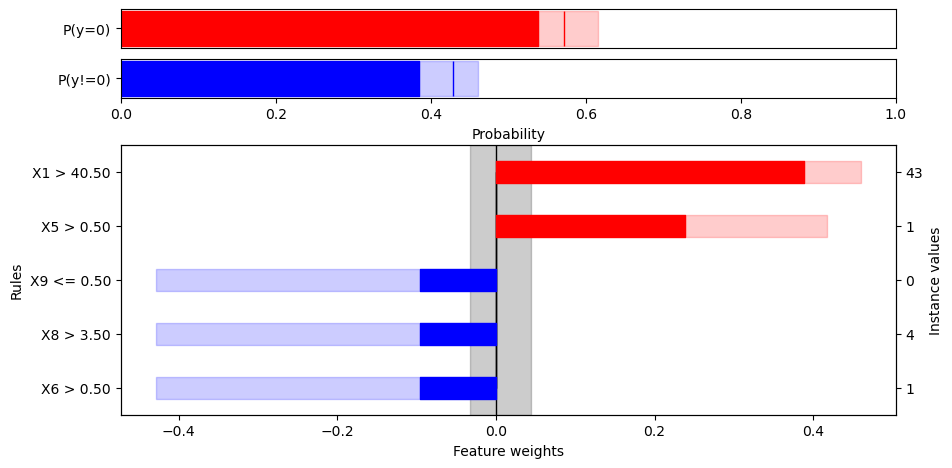 P(y=0)
P(y!=0)
0.0 0.2 0.4 0.6 0.8 1.0
Probability
Rules
X1 > 40.50 43
X5 > 0.50 1
X9 <= 0.50 0
X8 > 3.50 4
X6 > 0.50 1
Instance values
−0.4 −0.2 0.0 0.2 0.4
Feature weights